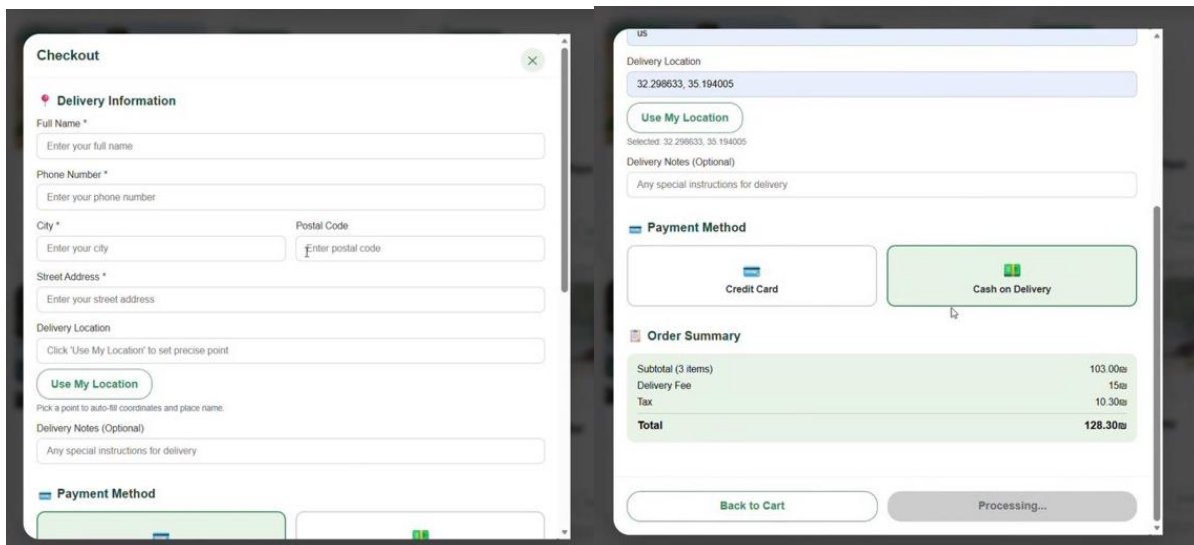 Checkout
Delivery Information
Full Name *
Enter your full name
Phone Number *
Enter your phone number
City *
Postal Code
Enter your city
Enter postal code
Street Address *
Enter your street address
Delivery Location
Click 'Use My Location' to set precise point
Use My Location
Pick a point to auto-fill coordinates and place name.
Delivery Notes (Optional)
Any special instructions for delivery
Payment Method
us
Delivery Location
32.298633, 35.194005
Use My Location
Selected: 32.298633, 35.194005
Delivery Notes (Optional)
Any special instructions for delivery
Payment Method
Credit Card
Cash on Delivery
Order Summary
Subtotal (3 items) 103.00₪
Delivery Fee 15₪
Tax 10.30₪
Total 128.30₪
Back to Cart
Processing...